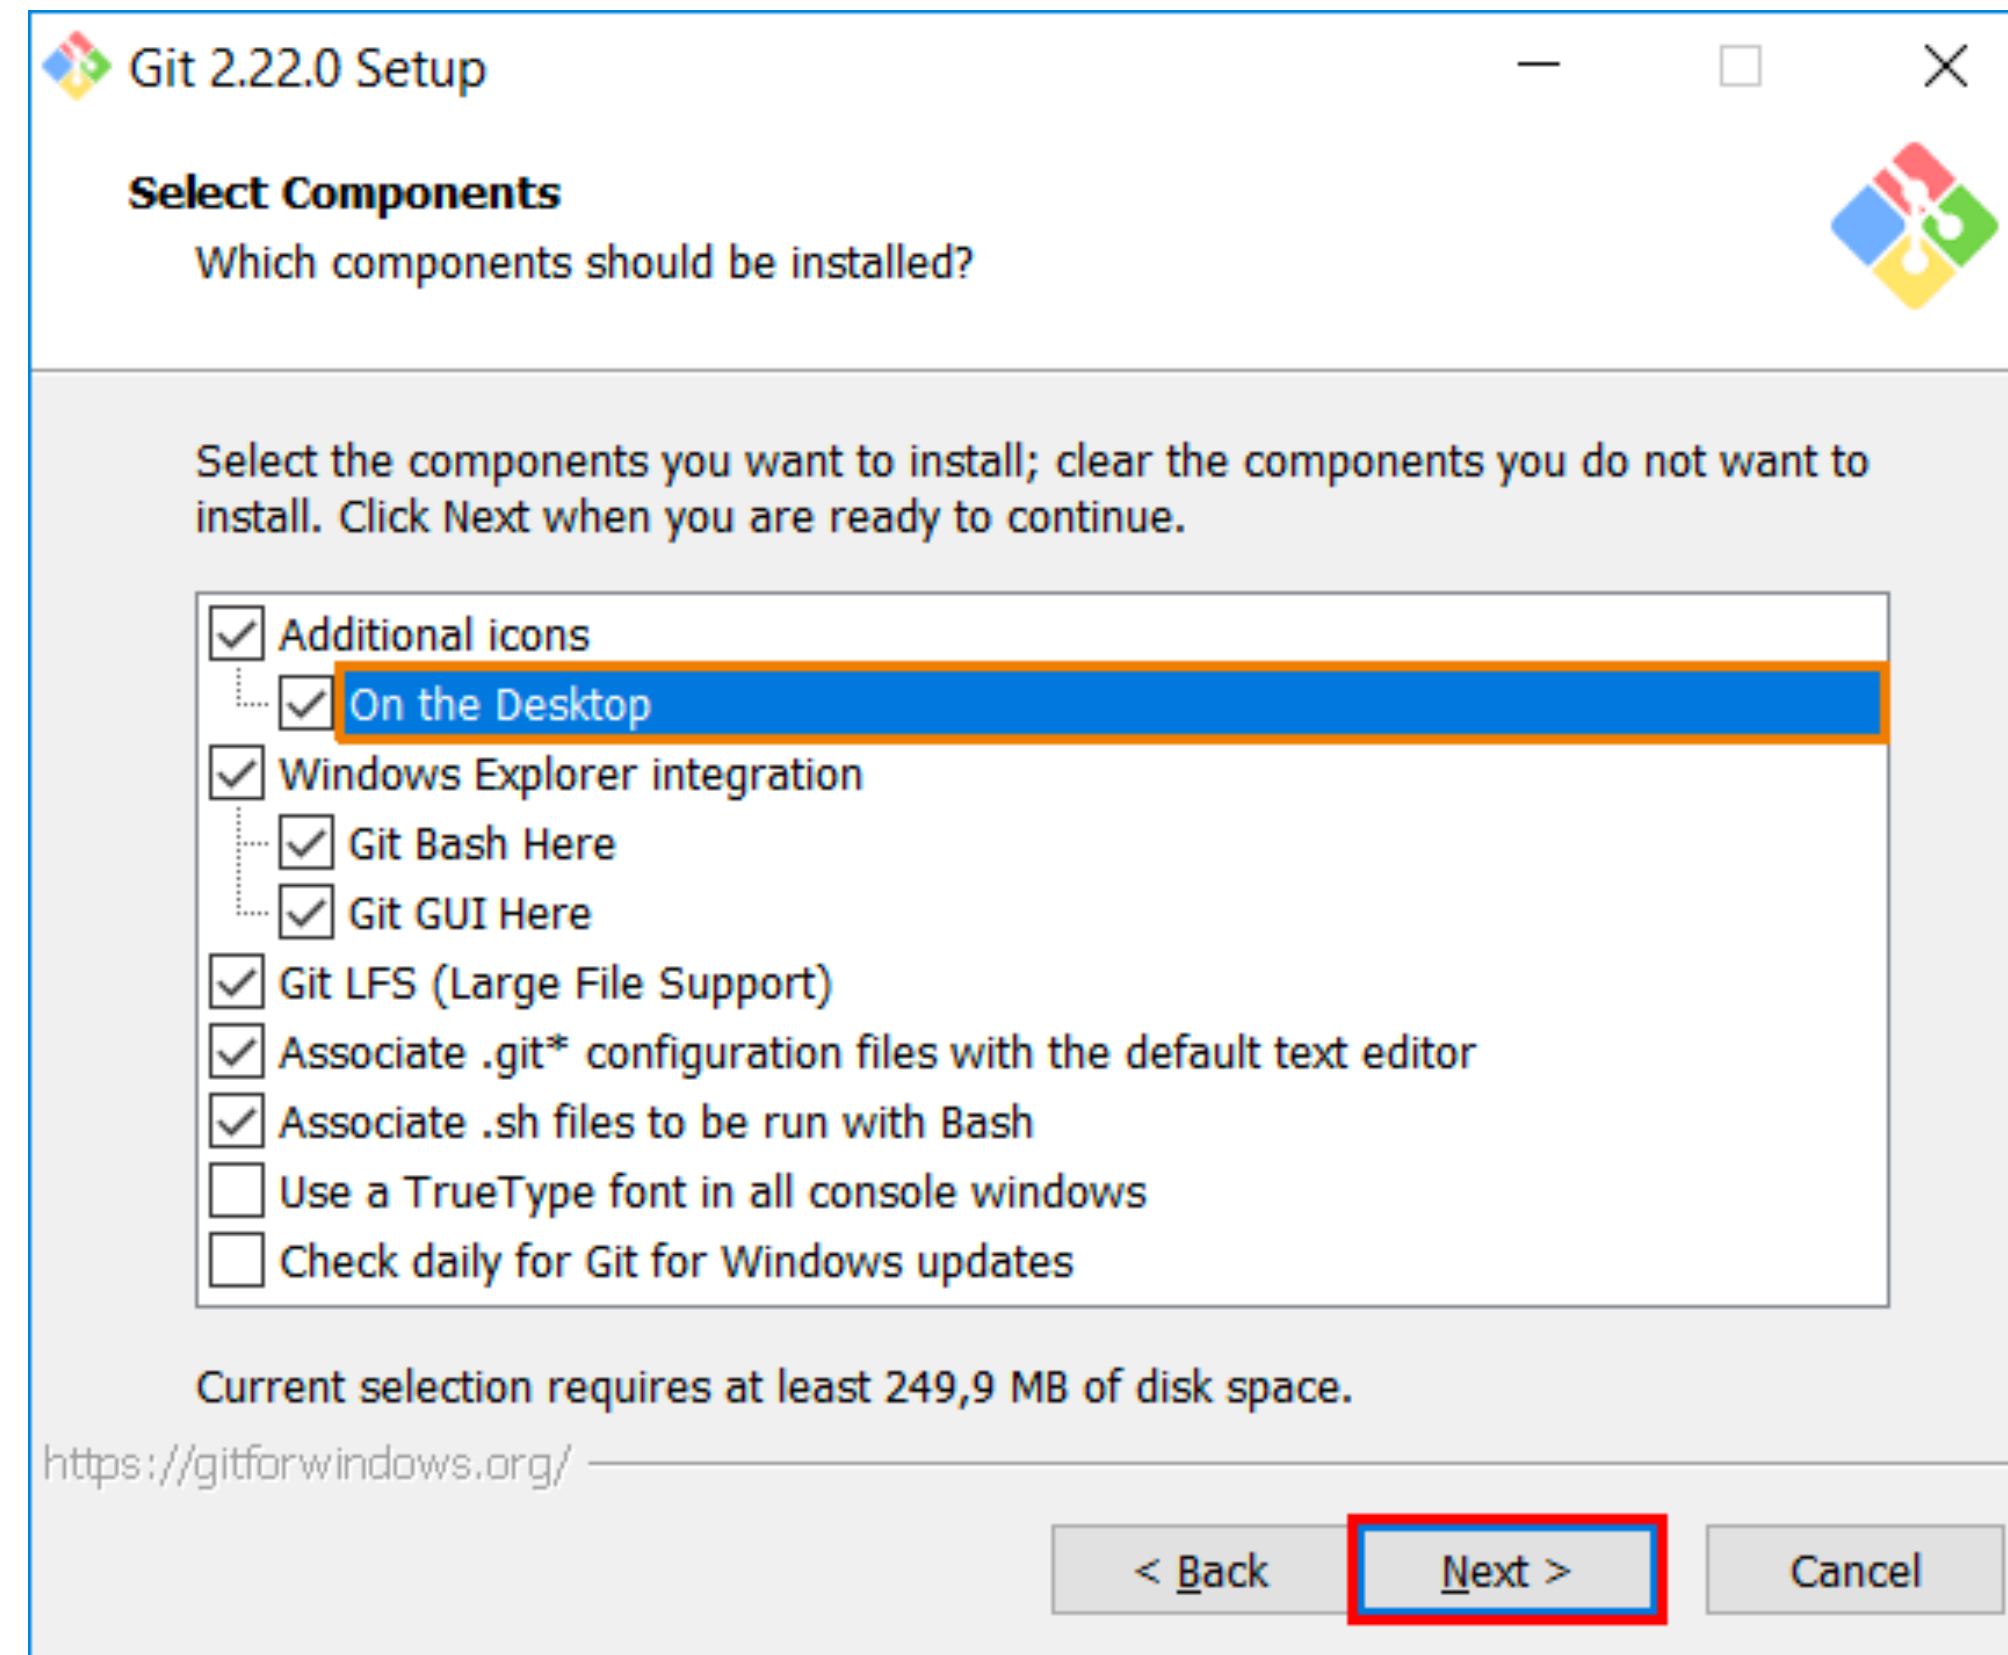 Git 2.22.0 Setup
Select Components
Which components should be installed?
Select the components you want to install; clear the components you do not want to
install. Click Next when you are ready to continue.
Additional icons
On the Desktop
Windows Explorer integration
Git Bash Here
Git GUI Here
Git LFS (Large File Support)
Associate .git* configuration files with the default text editor
Associate .sh files to be run with Bash
Use a TrueType font in all console windows
Check daily for Git for Windows updates
Current selection requires at least 249,9 MB of disk space.
https://gitforwindows.org/
< Back
Next >
Cancel